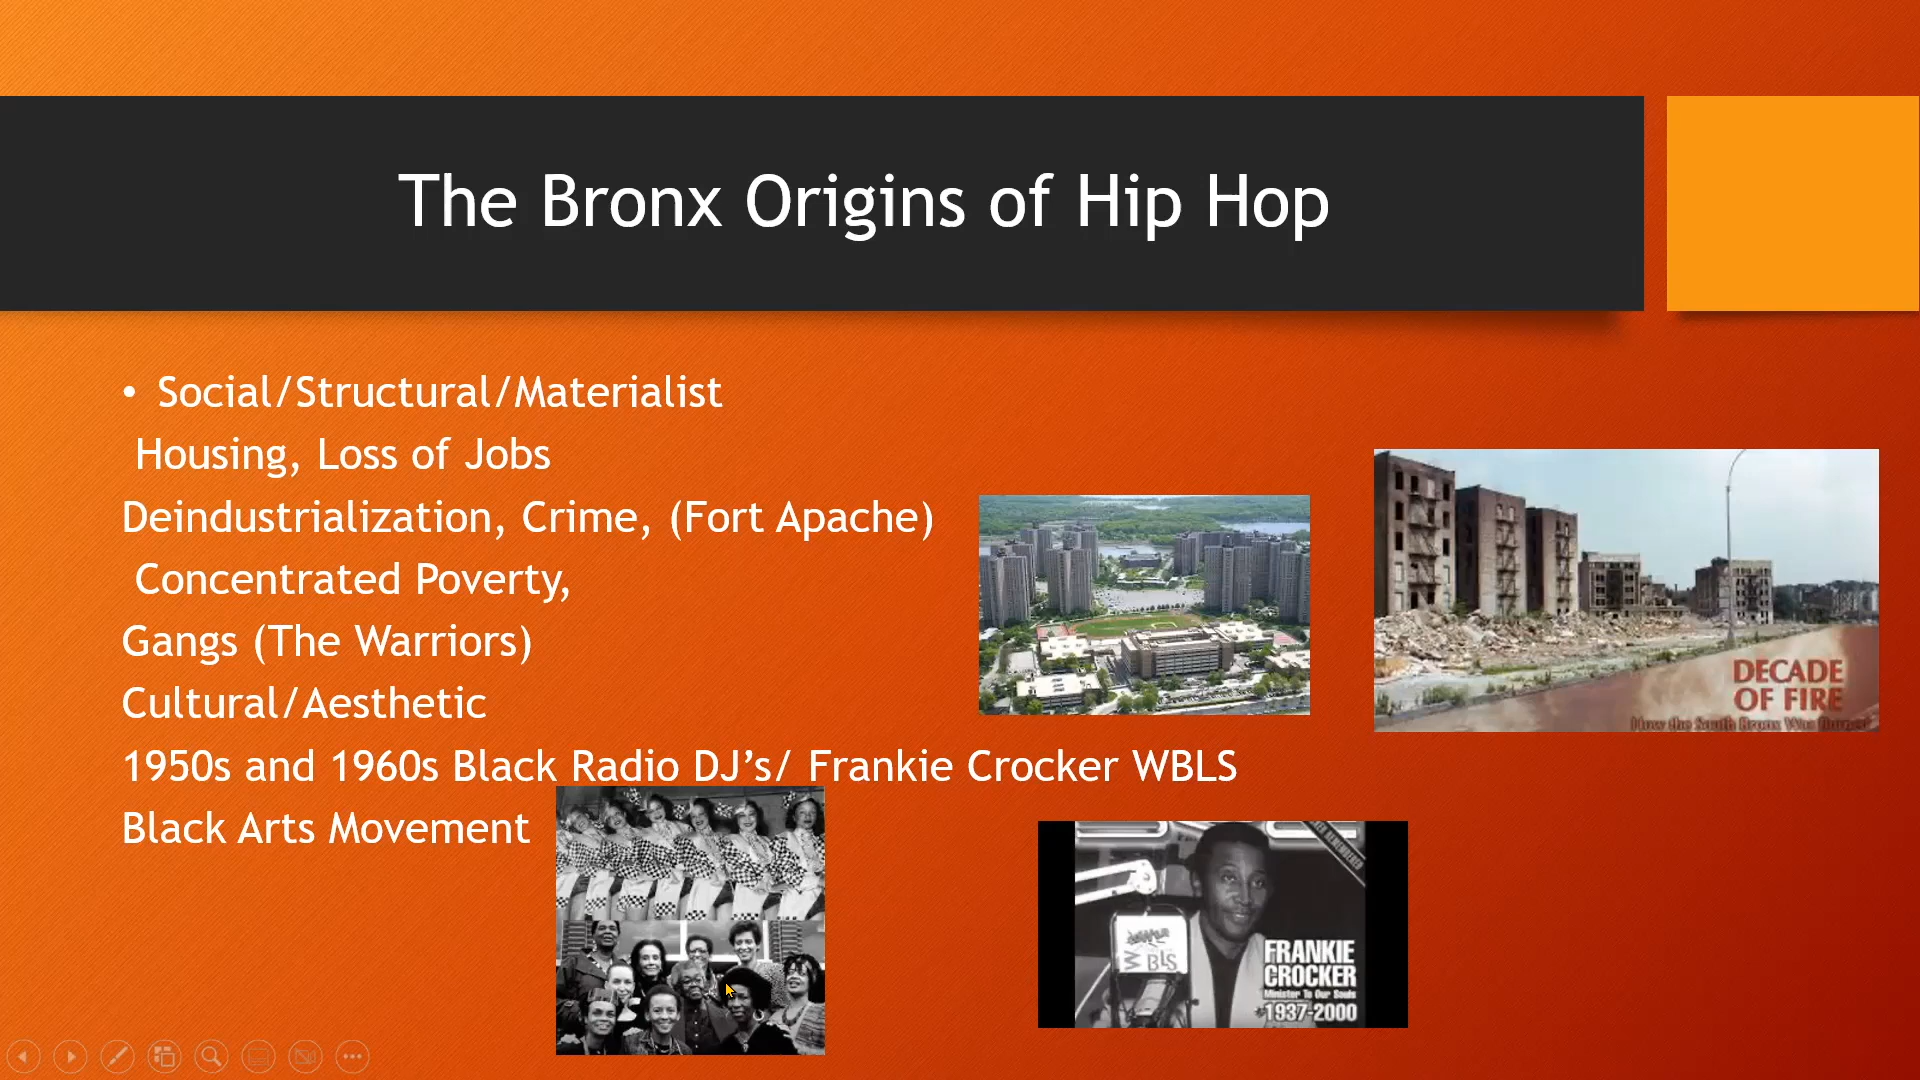 The Bronx Origins of Hip Hop
• Social/Structural/Materialist
Housing, Loss of Jobs
Deindustrialization, Crime, (Fort Apache)
Concentrated Poverty,
Gangs (The Warriors)
Cultural/Aesthetic
1950s and 1960s Black Radio DJ’s/ Frankie Crocker WBLS
Black Arts Movement
DECADE
OF FIRE
How the South Bronx Was Burned
WBLS
FRANKIE
CROCKER
Minister To Our Souls
1937-2000